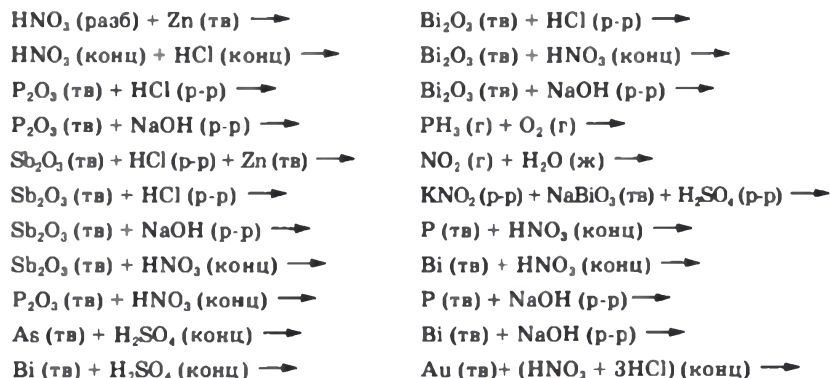 HNO₃ (разб) + Zn (тв) →
HNO₃ (конц) + HCl (конц) →
P₂O₃ (тв) + HCl (р-р) →
P₂O₃ (тв) + NaOH (р-р) →
Sb₂O₃ (тв) + HCl (р-р) + Zn (тв) →
Sb₂O₃ (тв) + HCl (р-р) →
Sb₂O₃ (тв) + NaOH (р-р) →
Sb₂O₃ (тв) + HNO₃ (конц) →
P₂O₃ (тв) + HNO₃ (конц) →
As (тв) + H₂SO₄ (конц) →
Bi (тв) + H₂SO₄ (конц) →
Bi₂O₃ (тв) + HCl (р-р) →
Bi₂O₃ (тв) + HNO₃ (конц) →
Bi₂O₃ (тв) + NaOH (р-р) →
PH₃ (г) + O₂ (г) →
NO₂ (г) + H₂O (ж) →
KNO₂ (р-р) + NaBiO₃ (тв) + H₂SO₄ (р-р) →
P (тв) + HNO₃ (конц) →
Bi (тв) + HNO₃ (конц) →
P (тв) + NaOH (р-р) →
Bi (тв) + NaOH (р-р) →
Au (тв) + (HNO₃ + 3HCl) (конц) →